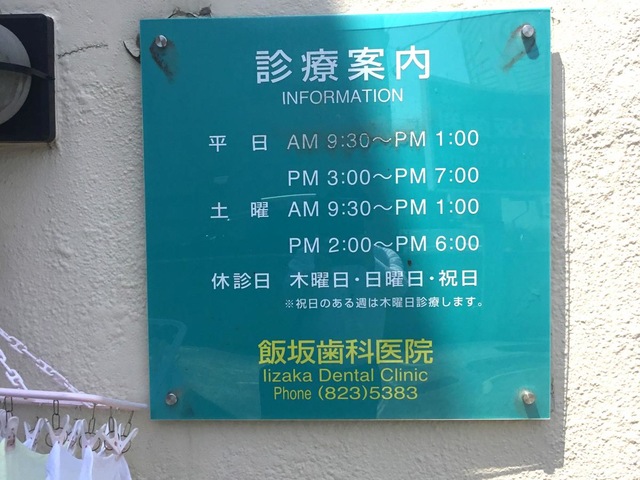 診療案内
INFORMATION
平 日 AM 9:30〜PM 1:00
PM 3:00〜PM 7:00
土 曜 AM 9:30〜PM 1:00
PM 2:00〜PM 6:00
休診日 木曜日・日曜日・祝日
※祝日のある週は木曜日診療します。
飯坂歯科医院
Iizaka Dental Clinic
Phone (823)5383